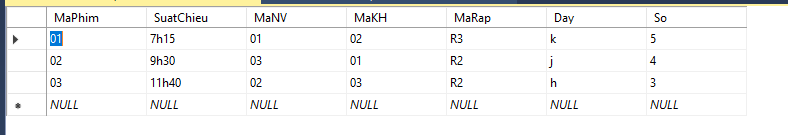 MaPhim SuatChieu MaNV MaKH MaRap Day So
01 7h15 01 02 R3 k 5
02 9h30 03 01 R2 j 4
03 11h40 02 03 R2 h 3
NULL NULL NULL NULL NULL NULL NULL